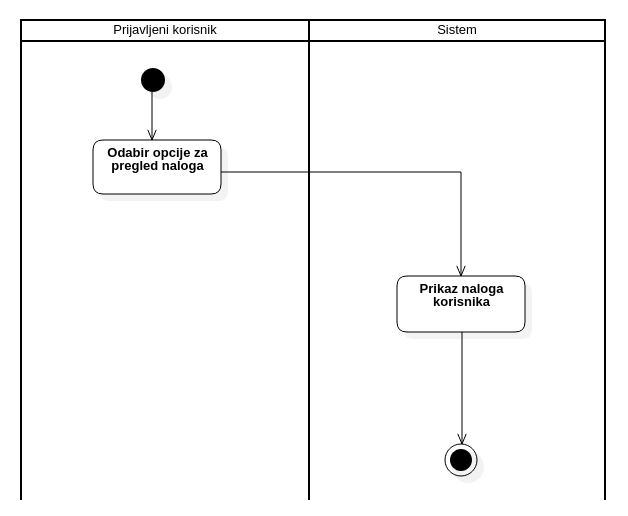 Prijavljeni korisnik
Sistem
Odabir opcije za
pregled naloga
Prikaz naloga
korisnika